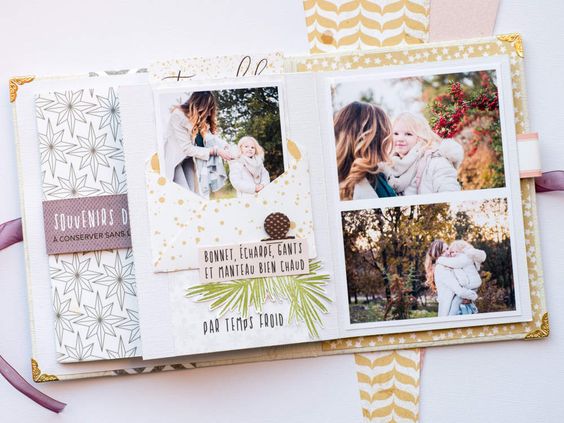 SOUVENIRS D
À CONSERVER SANS L
BONNET, ÉCHARPE, GANTS
ET MANTEAU BIEN CHAUD
PAR TEMPS FROID